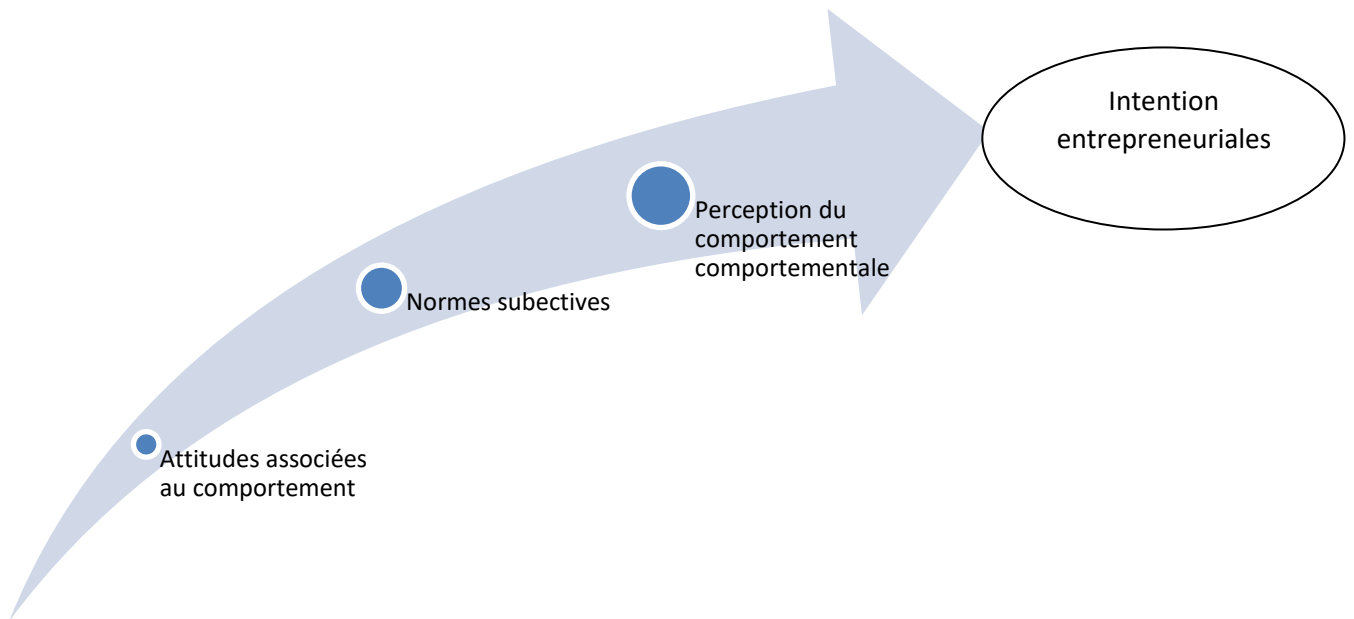 Intention
entrepreneuriales
Perception du
comportement
comportementale
Normes subectives
Attitudes associées
au comportement